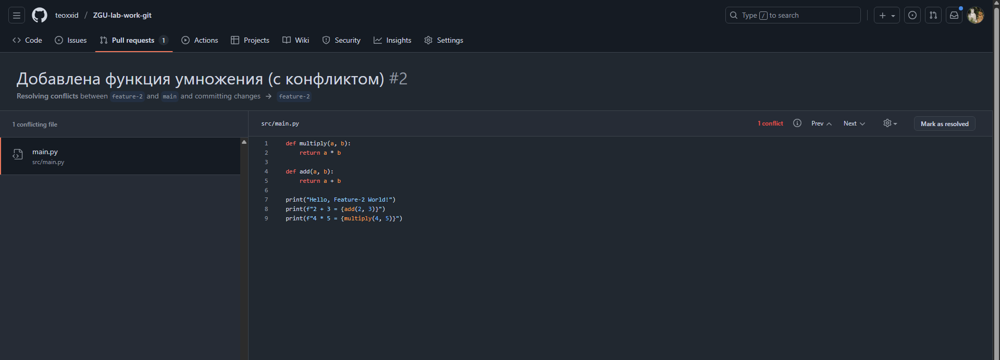 teoxxid / ZGU-lab-work-git
Type / to search
Code Issues Pull requests 1 Actions Projects Wiki Security Insights Settings
Добавлена функция умножения (с конфликтом) #2
Resolving conflicts between feature-2 and main and committing changes → feature-2
1 conflicting file
src/main.py
1 conflict Prev Next Mark as resolved
main.py
src/main.py
1 def multiply(a, b):
2     return a * b
3
4 def add(a, b):
5     return a + b
6
7 print("Hello, Feature-2 World!")
8 print(f"2 + 3 = {add(2, 3)}")
9 print(f"4 * 5 = {multiply(4, 5)}")